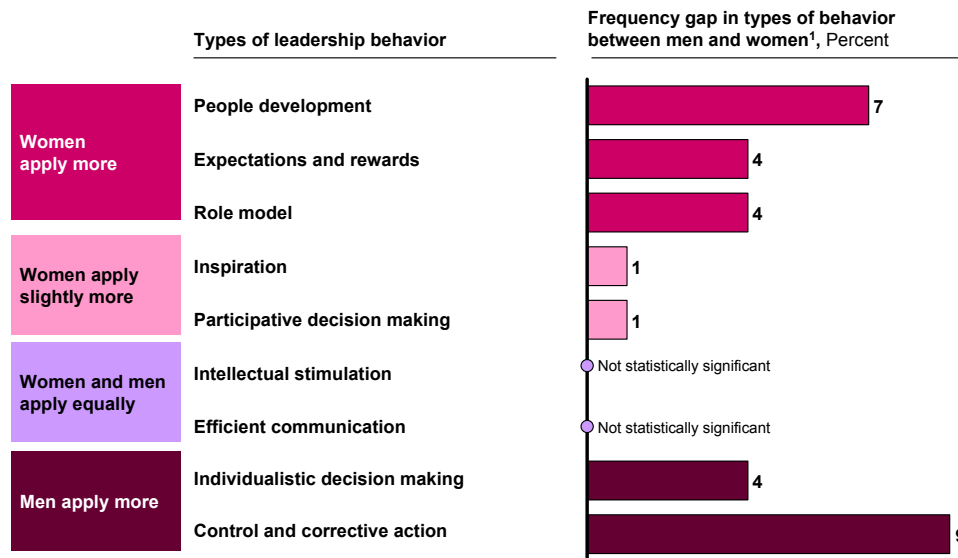 Types of leadership behavior
Frequency gap in types of behavior
between men and women¹, Percent
Women
apply more
People development
7
Expectations and rewards
4
Role model
4
Women apply
slightly more
Inspiration
1
Participative decision making
1
Women and men
apply equally
Intellectual stimulation
Not statistically significant
Efficient communication
Not statistically significant
Men apply more
Individualistic decision making
4
Control and corrective action
9